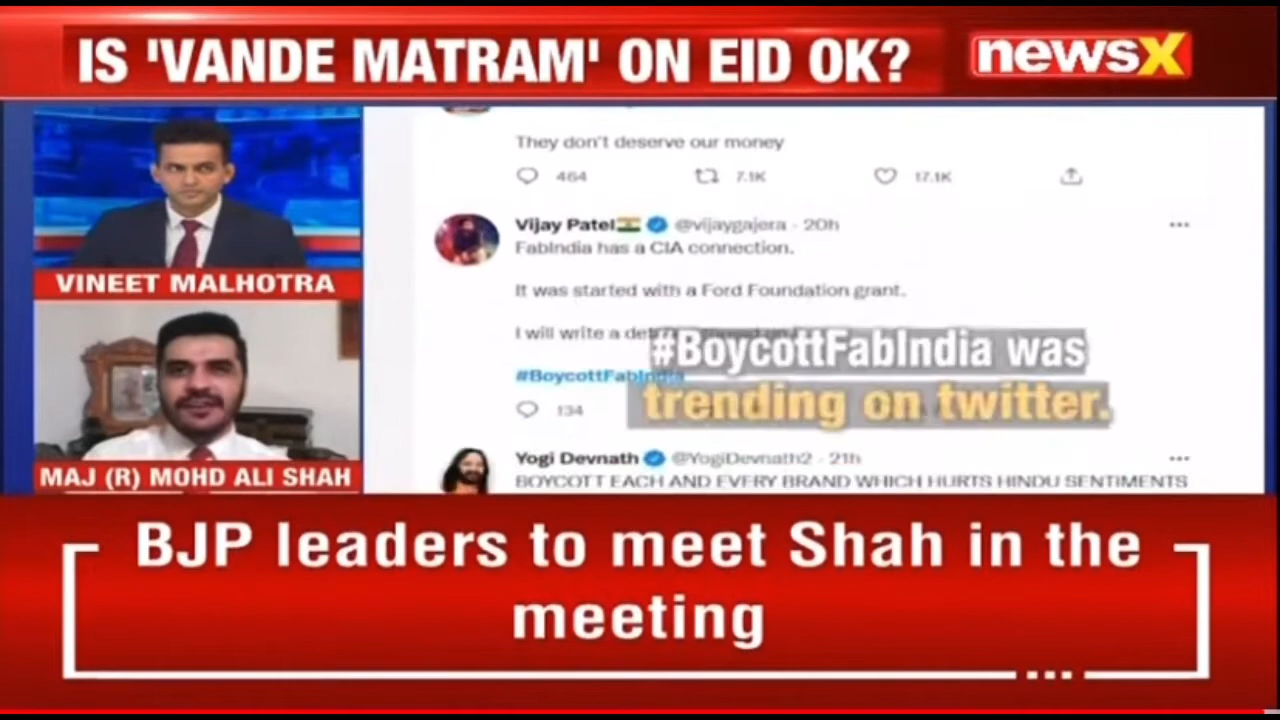 IS 'VANDE MATRAM' ON EID OK?
newsX
VINEET MALHOTRA
MAJ (R) MOHD ALI SHAH
They don't deserve our money
464 7.1K 17.1K
Vijay Patel @vijaygajera · 20h
FabIndia has a CIA connection.
It was started with a Ford Foundation grant.
I will write a
#BoycottFabIndia
134
#BoycottFabIndia was
trending on twitter.
Yogi Devnath @YogiDevnath2 · 21h
BOYCOTT EACH AND EVERY BRAND WHICH HURTS HINDU SENTIMENTS
BJP leaders to meet Shah in the
meeting